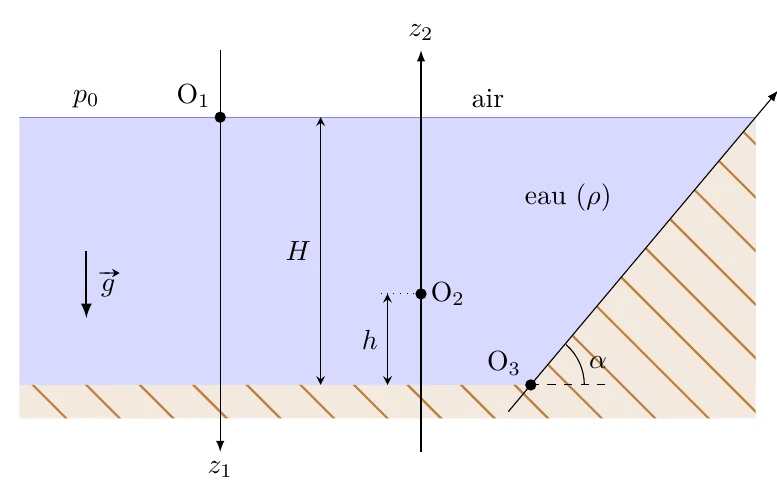 z₂
p₀
O₁
air
eau (ρ)
H
g⃗
O₂
h
O₃
α
z₁